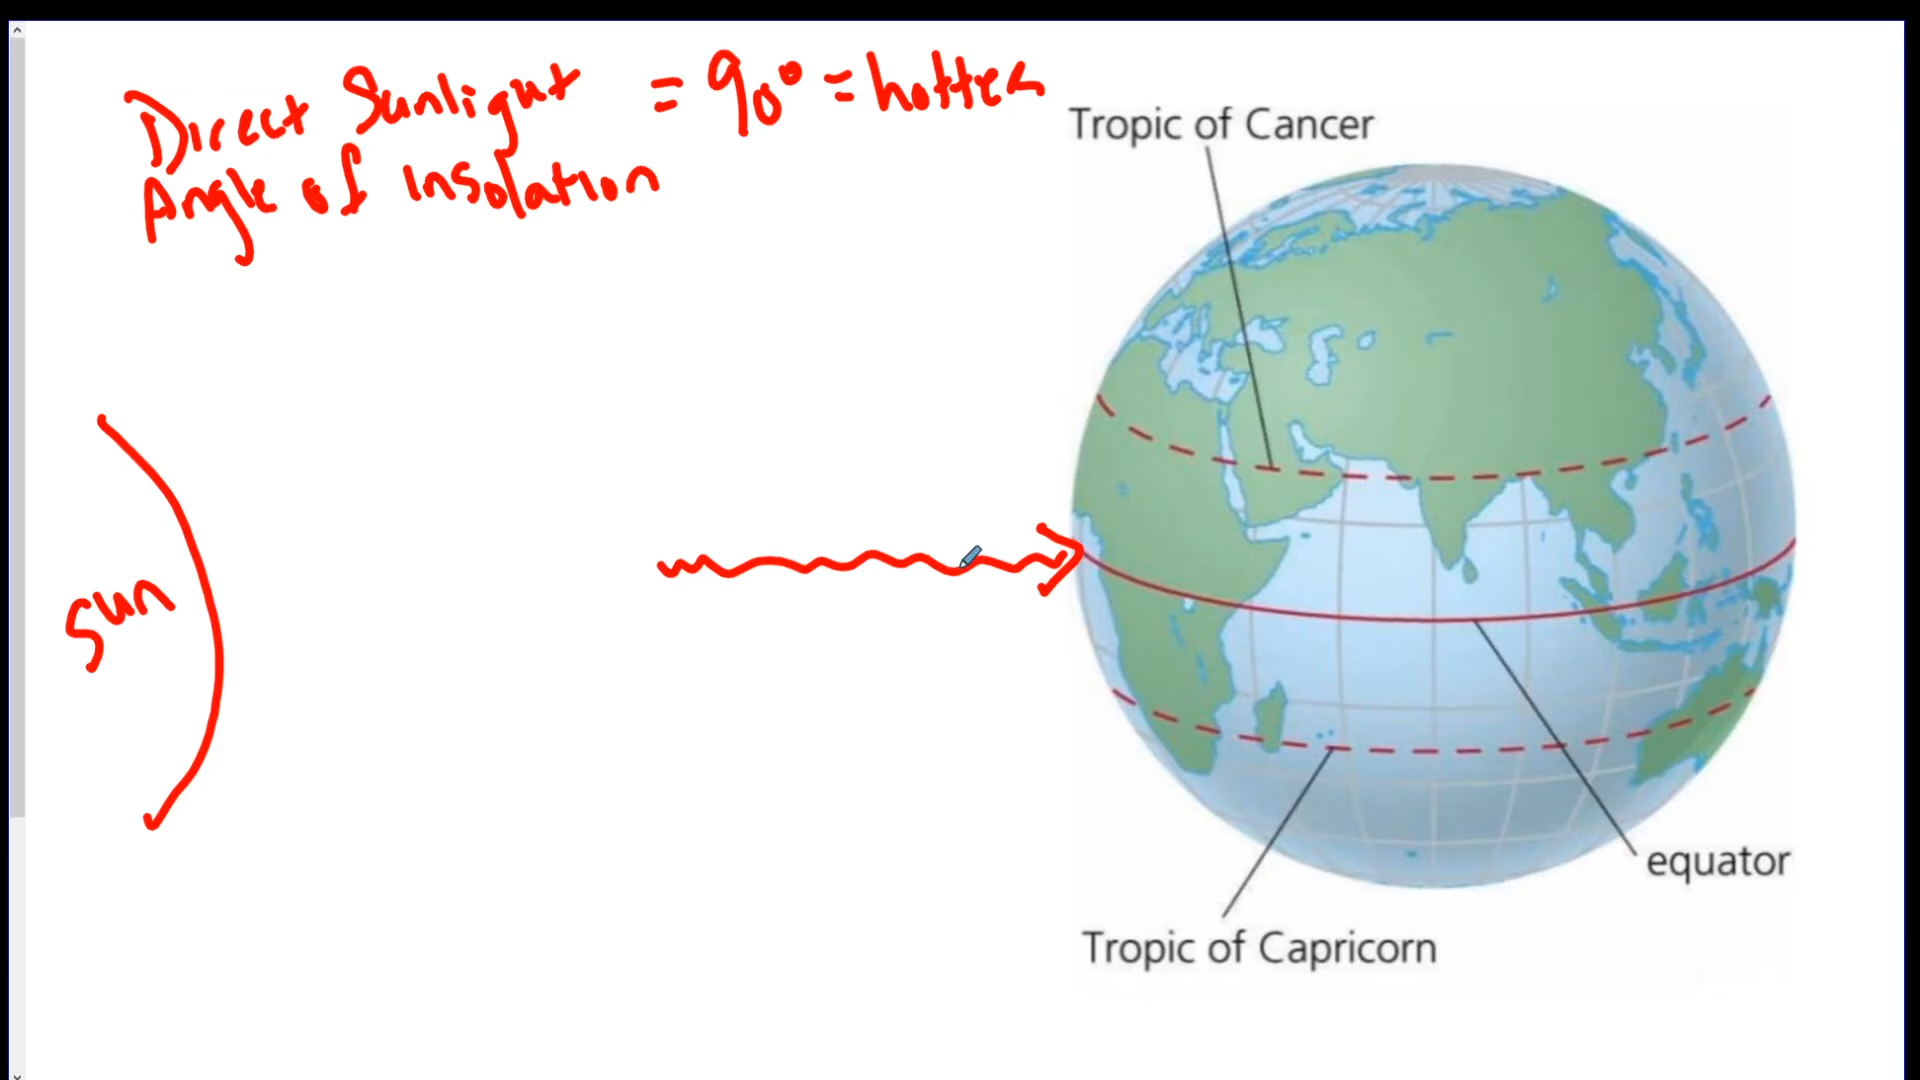 Direct Sunlight = 90° = hotter
Angle of Insolation
Tropic of Cancer
Sun
equator
Tropic of Capricorn